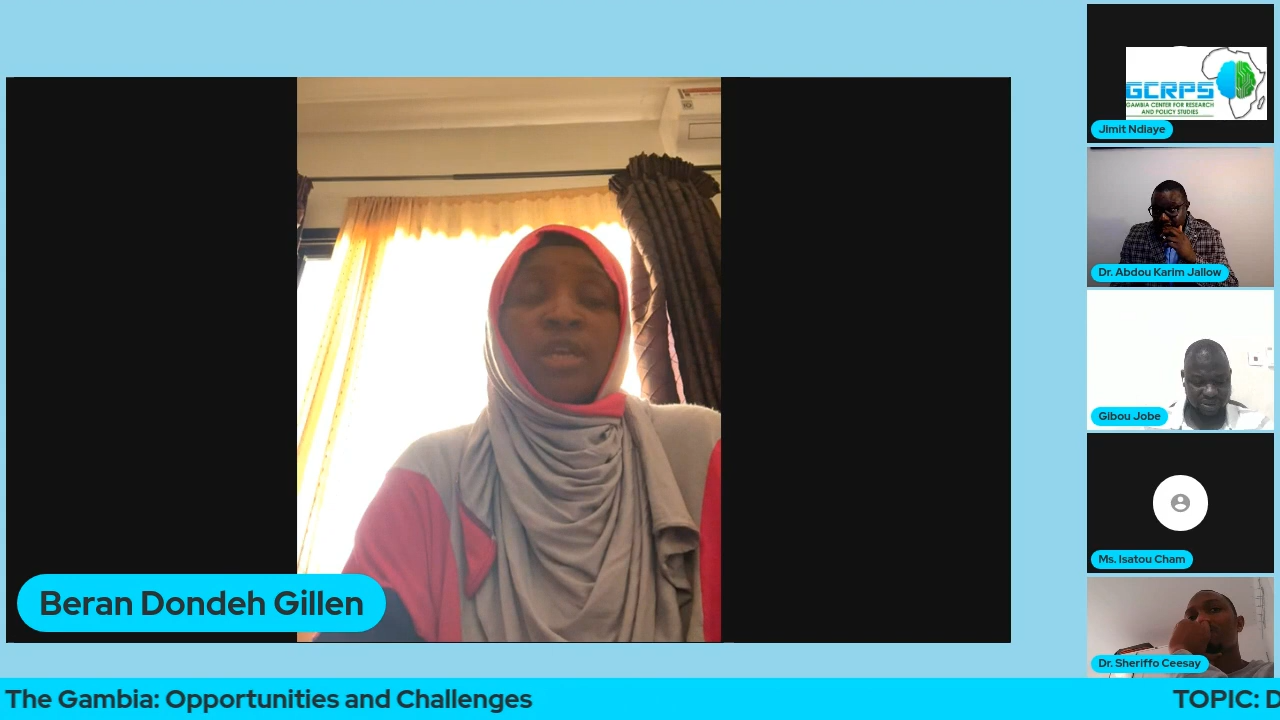 GCRPS
GAMBIA CENTER FOR RESEARCH
AND POLICY STUDIES
Jimit Ndiaye
Dr. Abdou Karim Jallow
Gibou Jobe
Ms. Isatou Cham
Dr. Sheriffo Ceesay
Beran Dondeh Gillen
The Gambia: Opportunities and Challenges
TOPIC: D